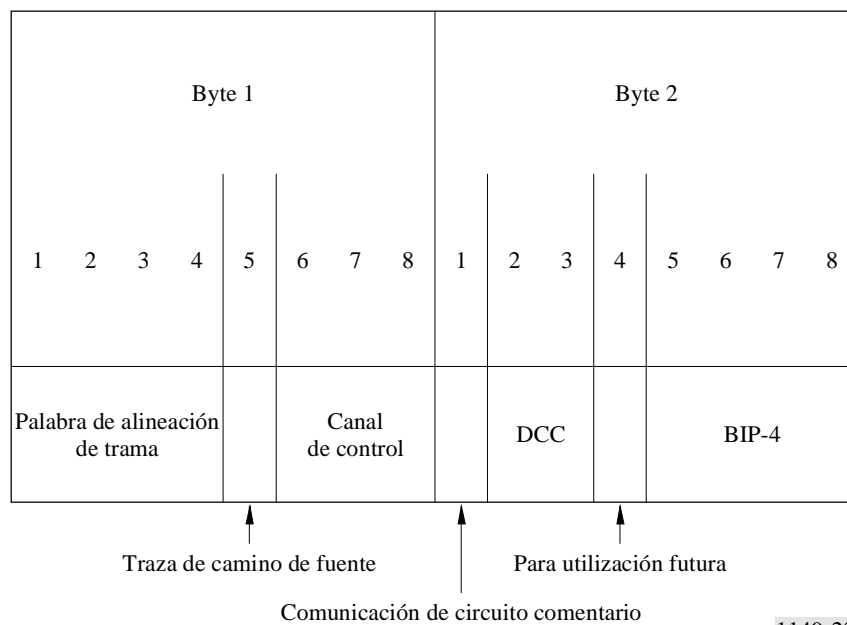 Byte 1 Byte 2
1 2 3 4 5 6 7 8 1 2 3 4 5 6 7 8
Palabra de alineación
de trama
Canal
de control
DCC
BIP-4
Traza de camino de fuente
Para utilización futura
Comunicación de circuito comentario